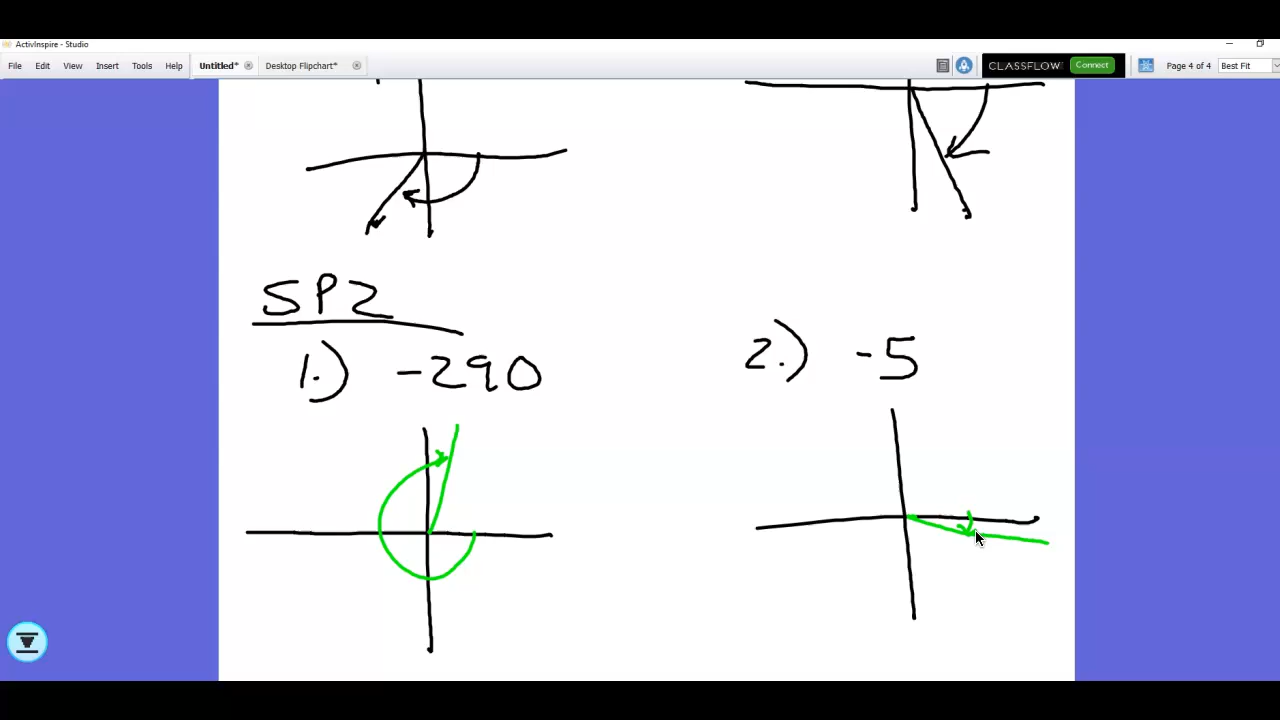 ActivInspire - Studio
File Edit View Insert Tools Help Untitled* Desktop Flipchart* CLASSFLOW Connect Page 4 of 4 Best Fit
SP2
1.) -290
2.) -5